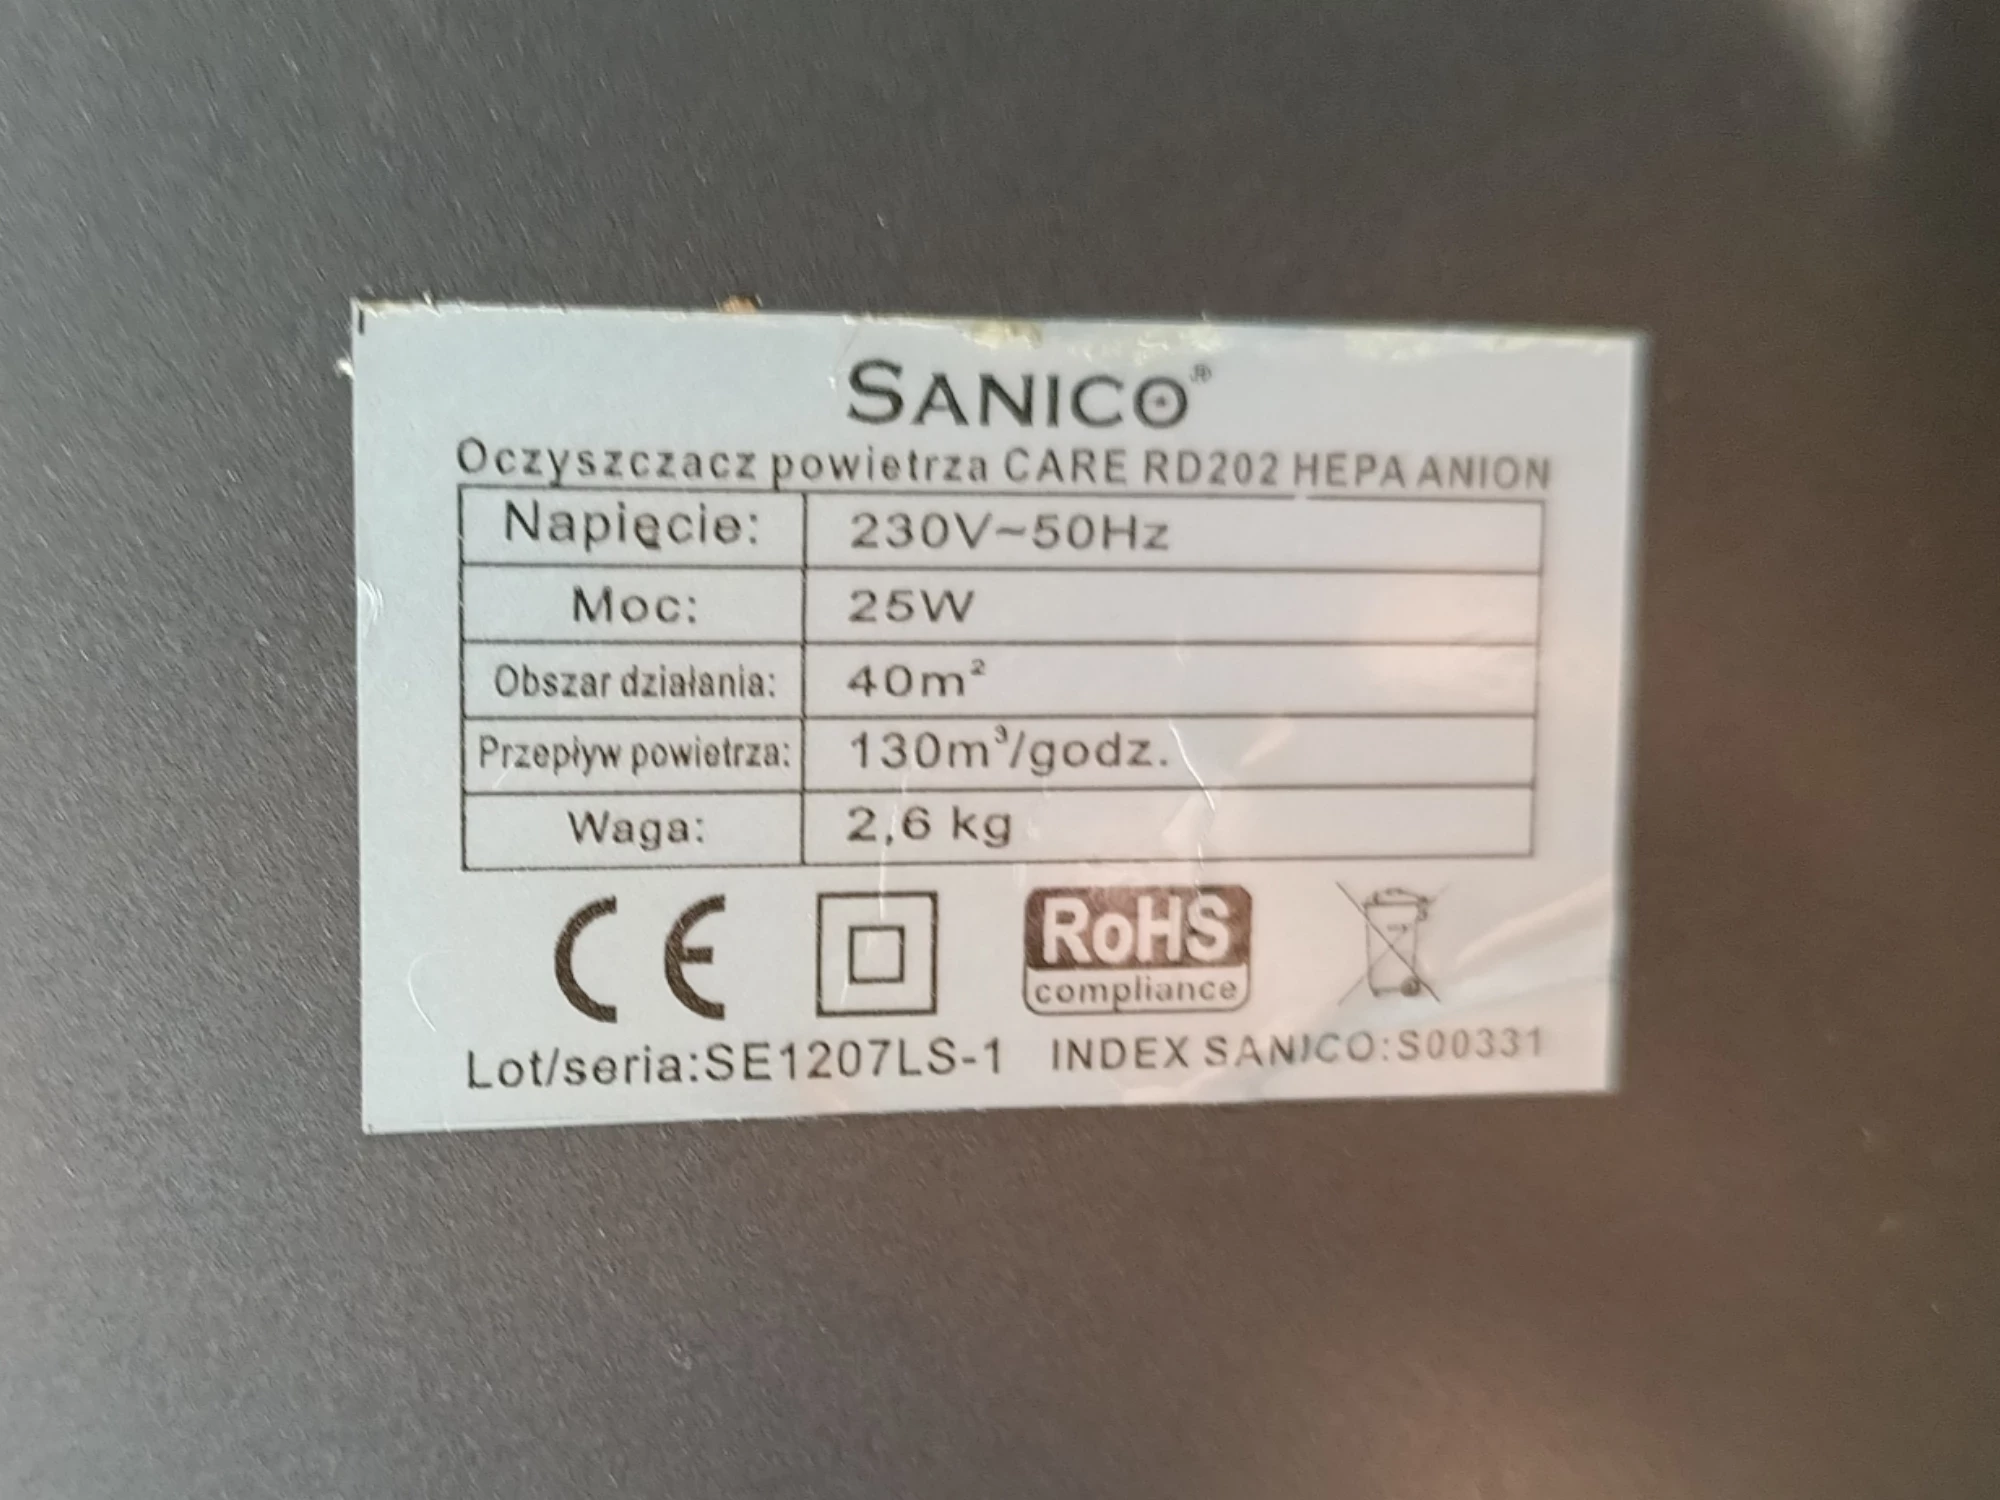 SANICO®
Oczyszczacz powietrza CARE RD202 HEPA ANION
Napięcie: 230V~50Hz
Moc: 25W
Obszar działania: 40m²
Przepływ powietrza: 130m³/godz.
Waga: 2,6 kg
CE RoHS
compliance
Lot/seria:SE1207LS-1 INDEX SANICO:S00331